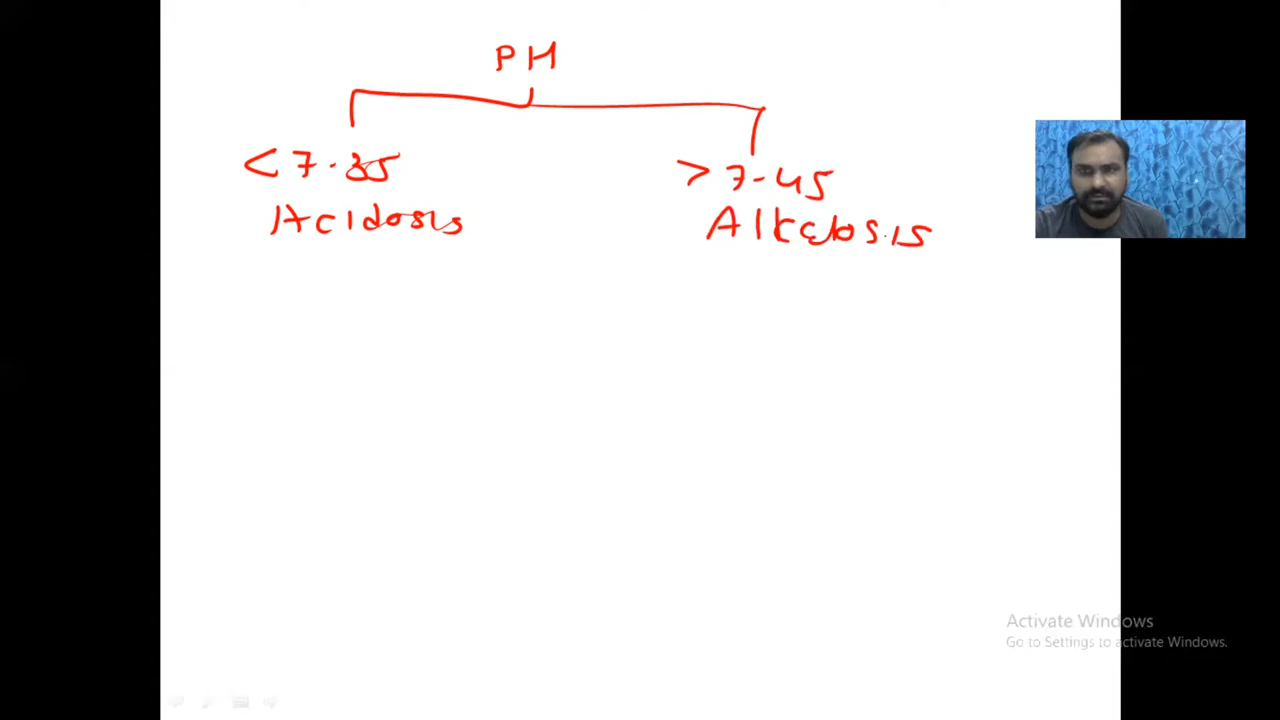 PH
< 7.35
> 7.45
Acidosis
Alkalosis
Activate Windows
Go to Settings to activate Windows.